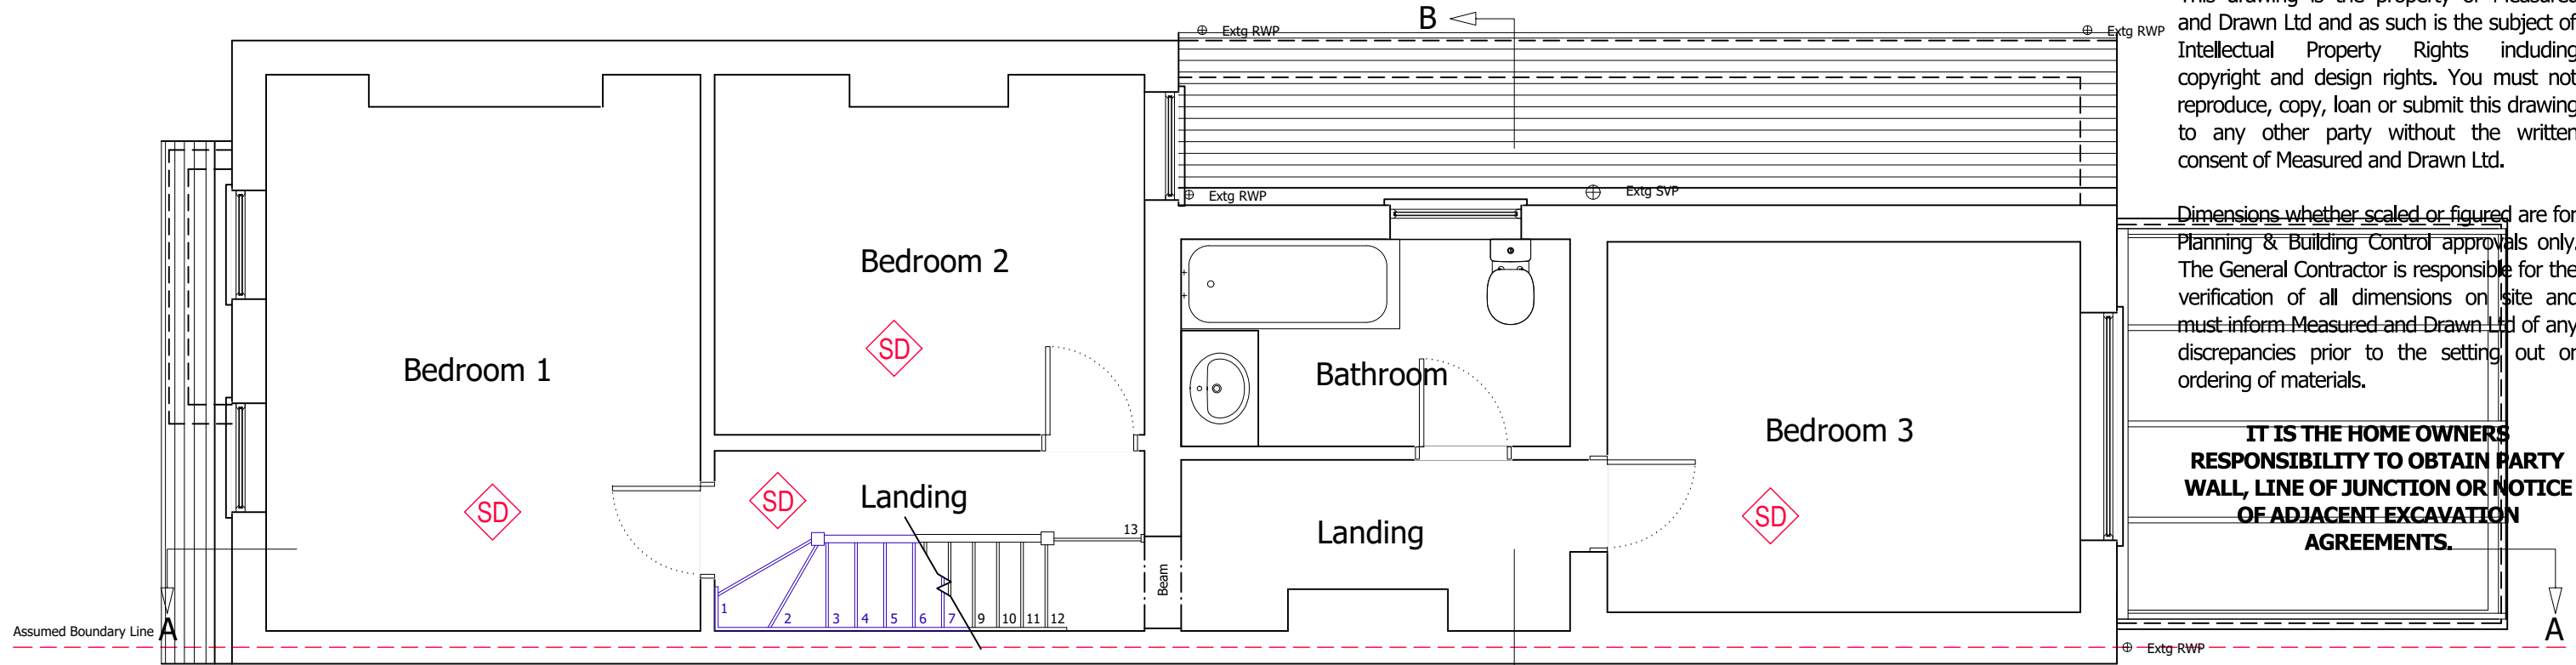 B
Extg RWP
Extg RWP
This drawing is the property of Measured
and Drawn Ltd and as such is the subject of
Intellectual Property Rights including
copyright and design rights. You must not
reproduce, copy, loan or submit this drawing
to any other party without the written
consent of Measured and Drawn Ltd.
Extg RWP
Extg SVP
Dimensions whether scaled or figured are for
Planning & Building Control approvals only.
The General Contractor is responsible for the
verification of all dimensions on site and
must inform Measured and Drawn Ltd of any
discrepancies prior to the setting out or
ordering of materials.
IT IS THE HOME OWNERS
RESPONSIBILITY TO OBTAIN PARTY
WALL, LINE OF JUNCTION OR NOTICE
OF ADJACENT EXCAVATION
AGREEMENTS.
Bedroom 2
SD
Bedroom 1
SD
Bathroom
Bedroom 3
SD
SD
Landing
Landing
13
Beam
1
2
3
4
5
6
7
9
10
11
12
Assumed Boundary Line
A
A
Extg RWP